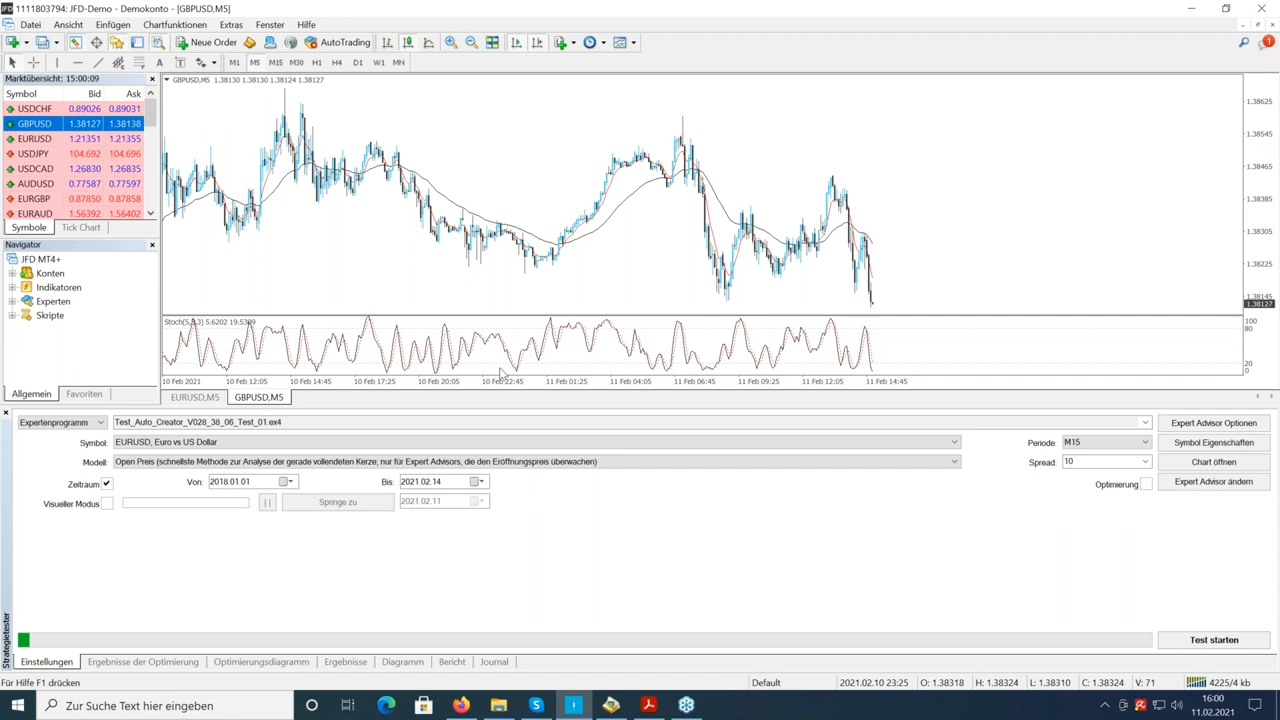 1111803794: JFD-Demo - Demokonto - [GBPUSD,M5]
Datei Ansicht Einfügen Chartfunktionen Extras Fenster Hilfe
Neue Order AutoTrading 1
A T M1 M5 M15 M30 H1 H4 D1 W1 MN
Marktübersicht: 15:00:09
Symbol Bid Ask
USDCHF 0.89026 0.89031
GBPUSD 1.38127 1.38138
EURUSD 1.21351 1.21355
USDJPY 104.692 104.696
USDCAD 1.26830 1.26835
AUDUSD 0.77587 0.77597
EURGBP 0.87850 0.87858
EURAUD 1.56392 1.56402
Symbole Tick Chart
Navigator
JFD MT4+
Konten
Indikatoren
Experten
Skripte
Allgemein Favoriten
GBPUSD,M5 1.38130 1.38130 1.38124 1.38127
1.38625
1.38545
1.38465
1.38385
1.38305
1.38225
1.38145
1.38127
Stoch(5,3,3) 5.6202 19.5399
100
80
20
0
10 Feb 2021 10 Feb 12:05 10 Feb 14:45 10 Feb 17:25 10 Feb 20:05 10 Feb 22:45 11 Feb 01:25 11 Feb 04:05 11 Feb 06:45 11 Feb 09:25 11 Feb 12:05 11 Feb 14:45
EURUSD,M5 GBPUSD,M5
Expertenprogramm Test_Auto_Creator_V028_38_06_Test_01.ex4 Expert Advisor Optionen
Symbol: EURUSD, Euro vs US Dollar Periode: M15 Symbol Eigenschaften
Modell: Open Preis (schnellste Methode zur Analyse der gerade vollendeten Kerze; nur für Expert Advisors, die den Eröffnungspreis überwachen) Spread: 10 Chart öffnen
Zeitraum Von: 2018.01.01 Bis: 2021.02.14 Optimierung Expert Advisor ändern
Visueller Modus Springe zu 2021.02.11
Strategietester
Test starten
Einstellungen Ergebnisse der Optimierung Optimierungsdiagramm Ergebnisse Diagramm Bericht Journal
Für Hilfe F1 drücken Default 2021.02.10 23:25 O: 1.38318 H: 1.38324 L: 1.38310 C: 1.38324 V: 71 4225/4 kb
Zur Suche Text hier eingeben 16:00
11.02.2021